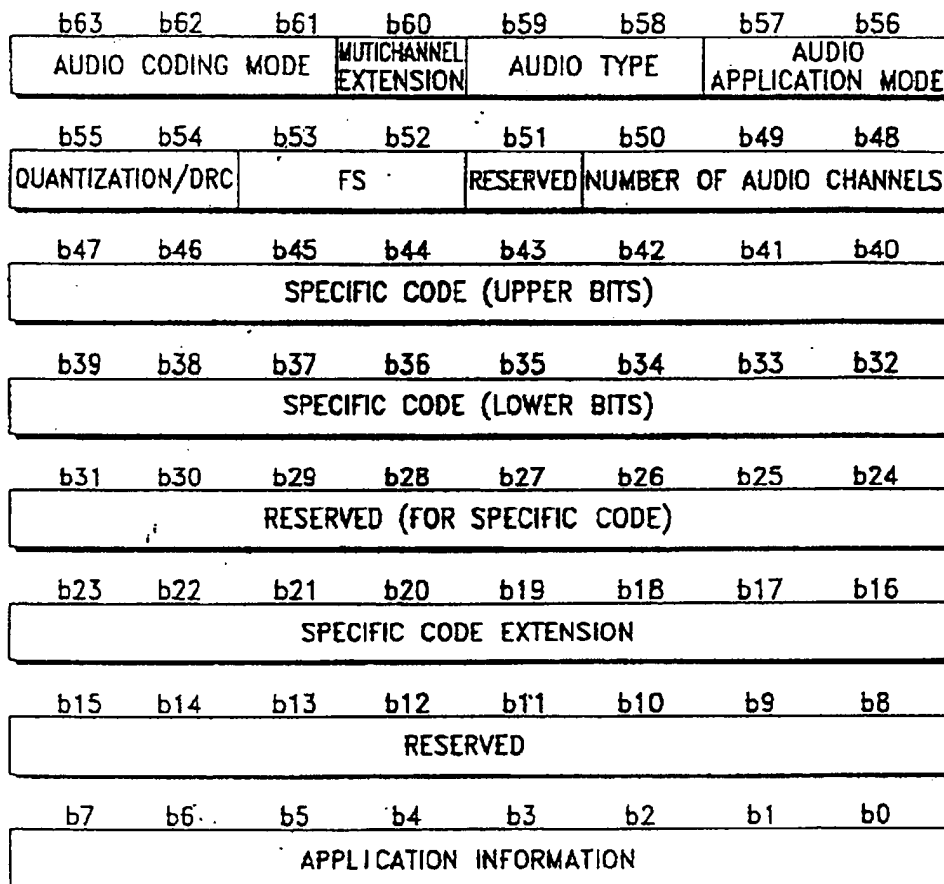 b63 b62 b61 b60 b59 b58 b57 b56
AUDIO CODING MODE
MUTICHANNEL
EXTENSION
AUDIO TYPE
AUDIO
APPLICATION MODE
b55 b54 b53 b52 b51 b50 b49 b48
QUANTIZATION/DRC FS RESERVED NUMBER OF AUDIO CHANNELS
b47 b46 b45 b44 b43 b42 b41 b40
SPECIFIC CODE (UPPER BITS)
b39 b38 b37 b36 b35 b34 b33 b32
SPECIFIC CODE (LOWER BITS)
b31 b30 b29 b28 b27 b26 b25 b24
RESERVED (FOR SPECIFIC CODE)
b23 b22 b21 b20 b19 b18 b17 b16
SPECIFIC CODE EXTENSION
b15 b14 b13 b12 b11 b10 b9 b8
RESERVED
b7 b6 b5 b4 b3 b2 b1 b0
APPLICATION INFORMATION